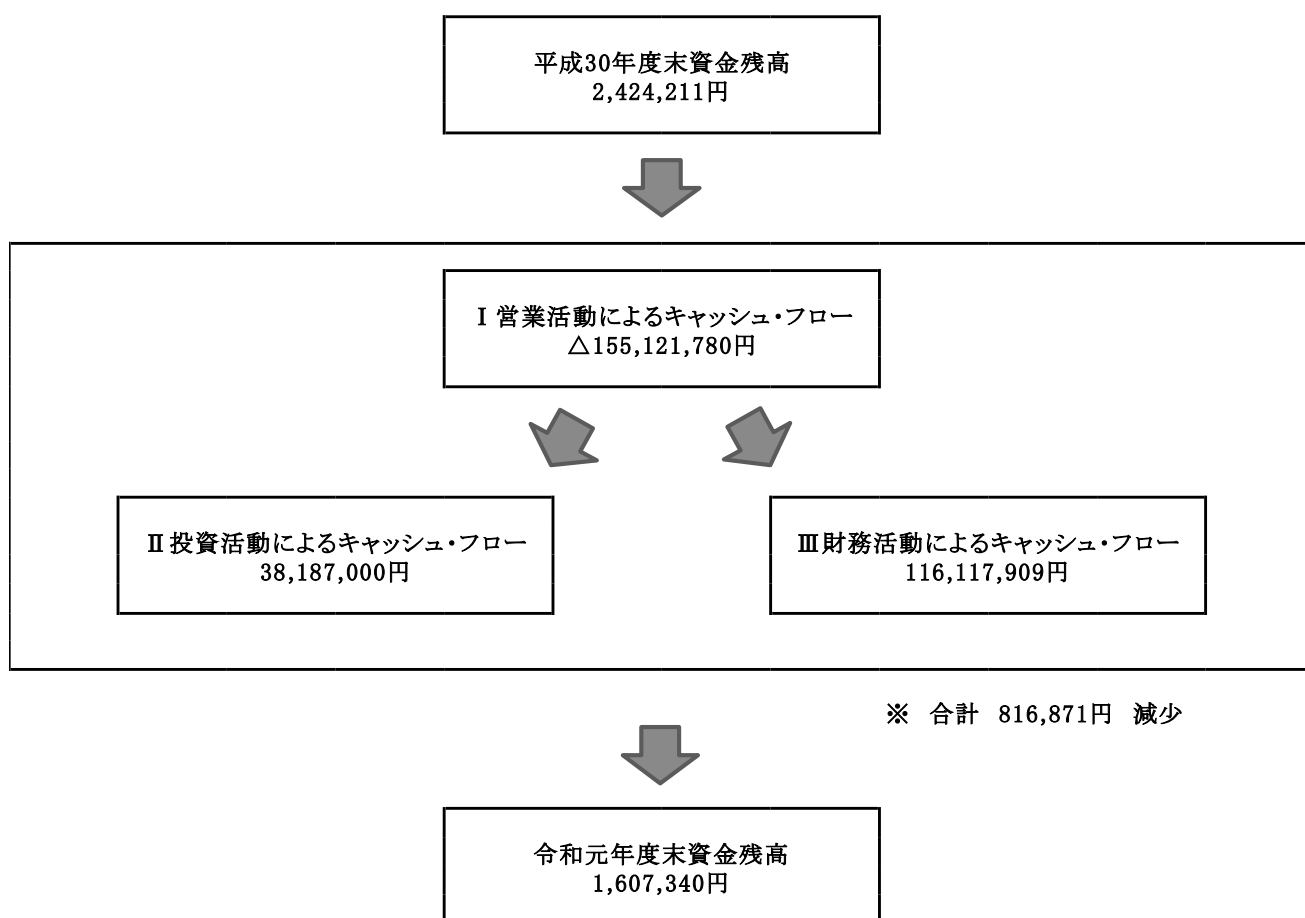 平成30年度末資金残高
2,424,211円
Ⅰ 営業活動によるキャッシュ・フロー
△155,121,780円
Ⅱ 投資活動によるキャッシュ・フロー
38,187,000円
Ⅲ財務活動によるキャッシュ・フロー
116,117,909円
※　合計　816,871円　減少
令和元年度末資金残高
1,607,340円